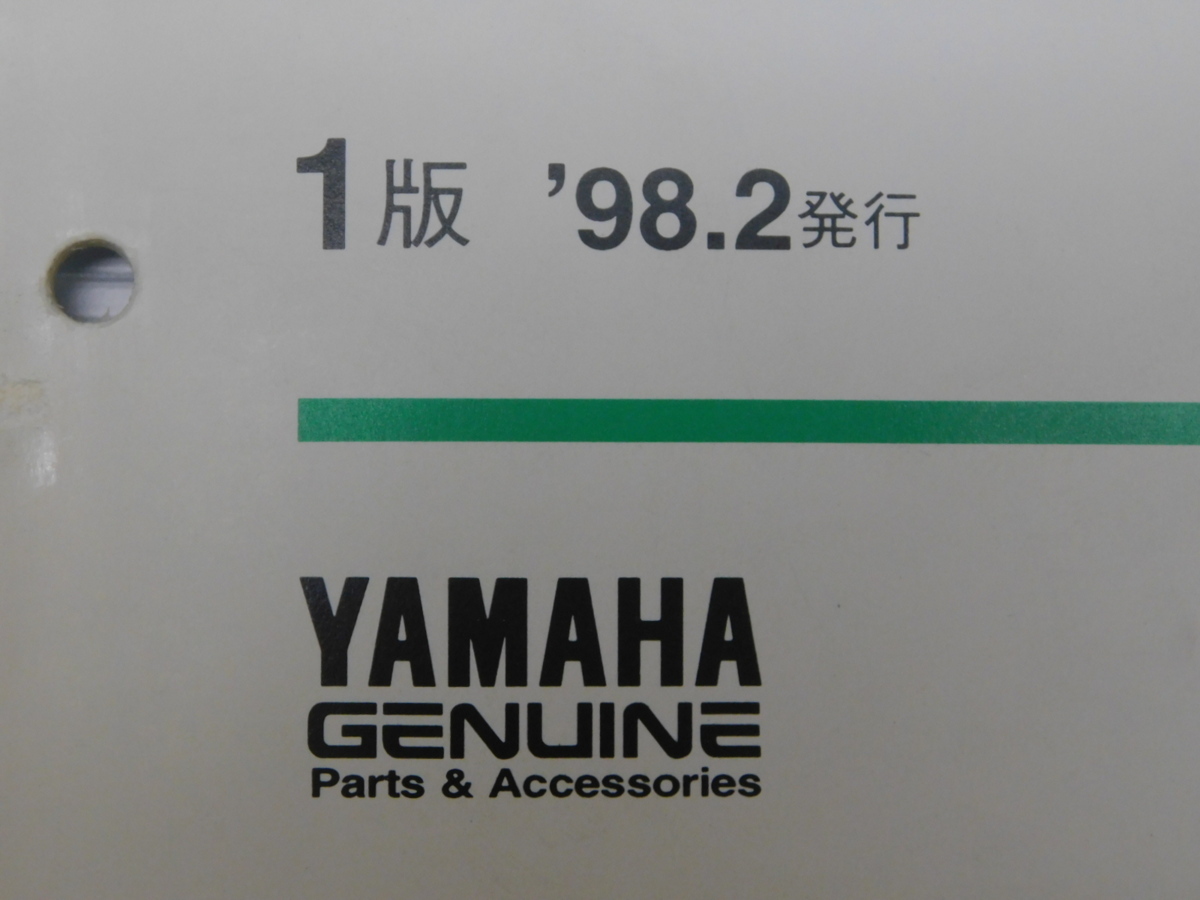 1版 ’98.2発行
YAMAHA
GENUINE
Parts & Accessories